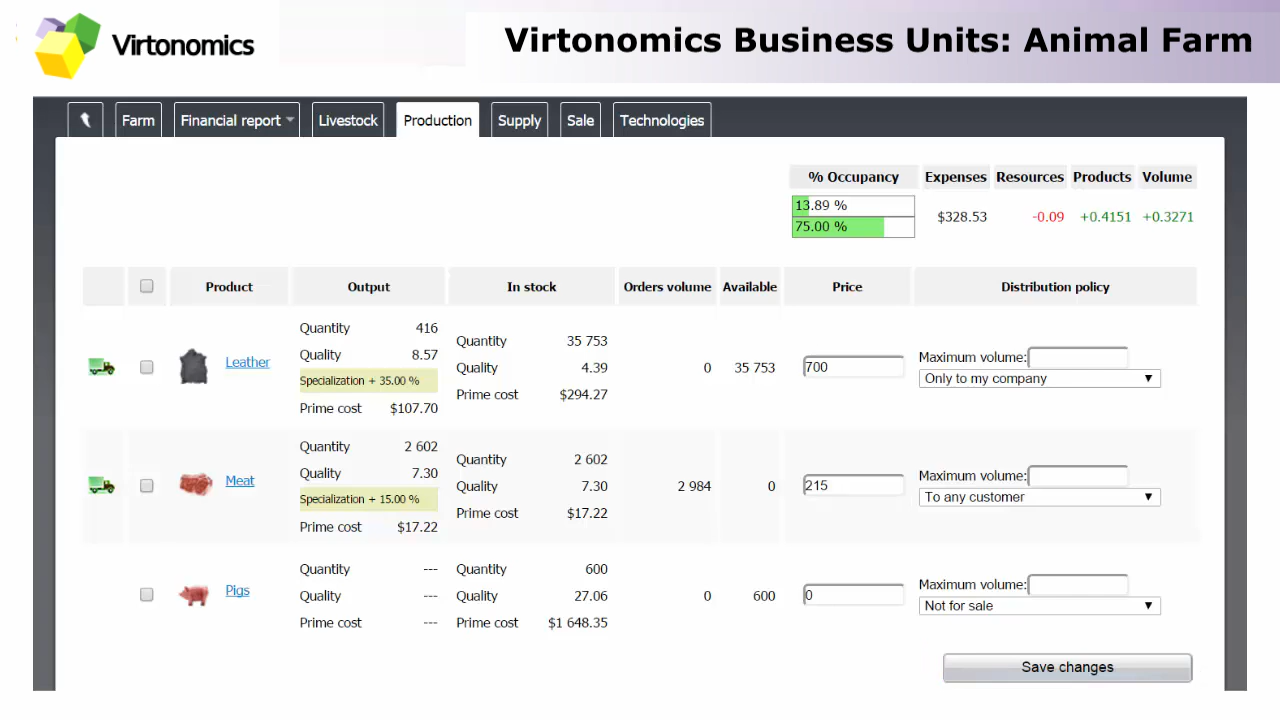 Virtonomics
Virtonomics Business Units: Animal Farm
Farm Financial report Livestock Production Supply Sale Technologies
% Occupancy Expenses Resources Products Volume
13.89 %
75.00 %
$328.53 -0.09 +0.4151 +0.3271
Product Output In stock Orders volume Available Price Distribution policy
Leather
Quantity 416
Quality 8.57
Specialization + 35.00 %
Prime cost $107.70
Quantity 35 753
Quality 4.39
Prime cost $294.27
0
35 753
700
Maximum volume:
Only to my company
Meat
Quantity 2 602
Quality 7.30
Specialization + 15.00 %
Prime cost $17.22
Quantity 2 602
Quality 7.30
Prime cost $17.22
2 984
0
215
Maximum volume:
To any customer
Pigs
Quantity ---
Quality ---
Prime cost ---
Quantity 600
Quality 27.06
Prime cost $1 648.35
0
600
0
Maximum volume:
Not for sale
Save changes